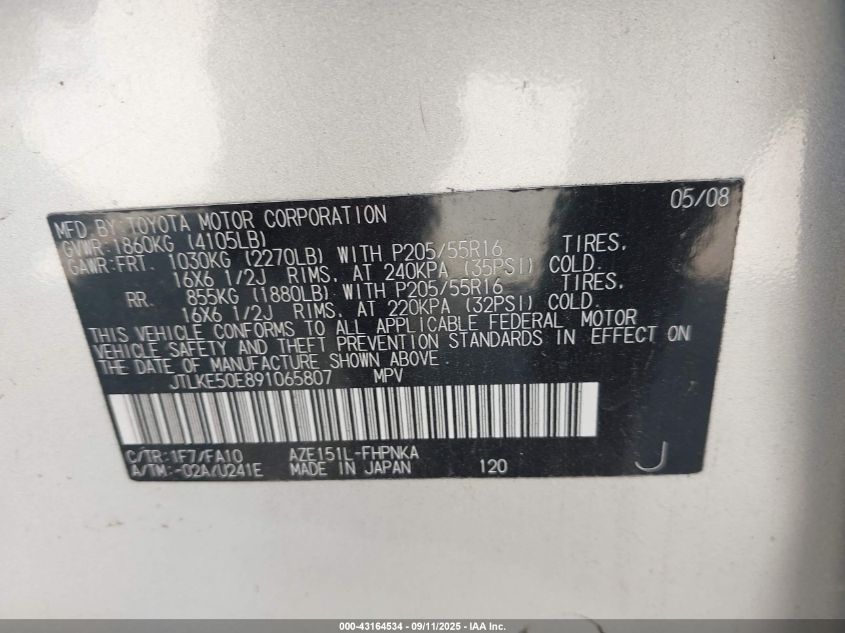 05/08
MFD BY: TOYOTA MOTOR CORPORATION
GVWR: 1860KG (4105LB)
GAWR: FRT. 1030KG (2270LB) WITH P205/55R16 TIRES,
16X6 1/2J RIMS, AT 240KPA (35PSI) COLD.
RR. 855KG (1880LB) WITH P205/55R16 TIRES,
16X6 1/2J RIMS, AT 220KPA (32PSI) COLD.
THIS VEHICLE CONFORMS TO ALL APPLICABLE FEDERAL MOTOR
VEHICLE SAFETY AND THEFT PREVENTION STANDARDS IN EFFECT ON
THE DATE OF MANUFACTURE SHOWN ABOVE.
JTLKE50E891065807 MPV
C/TR: 1F7/FA10 AZE151L-FHPNKA
A/TM: -02A/U241E MADE IN JAPAN 120 J
000-43164534 - 09/11/2025 - IAA Inc.